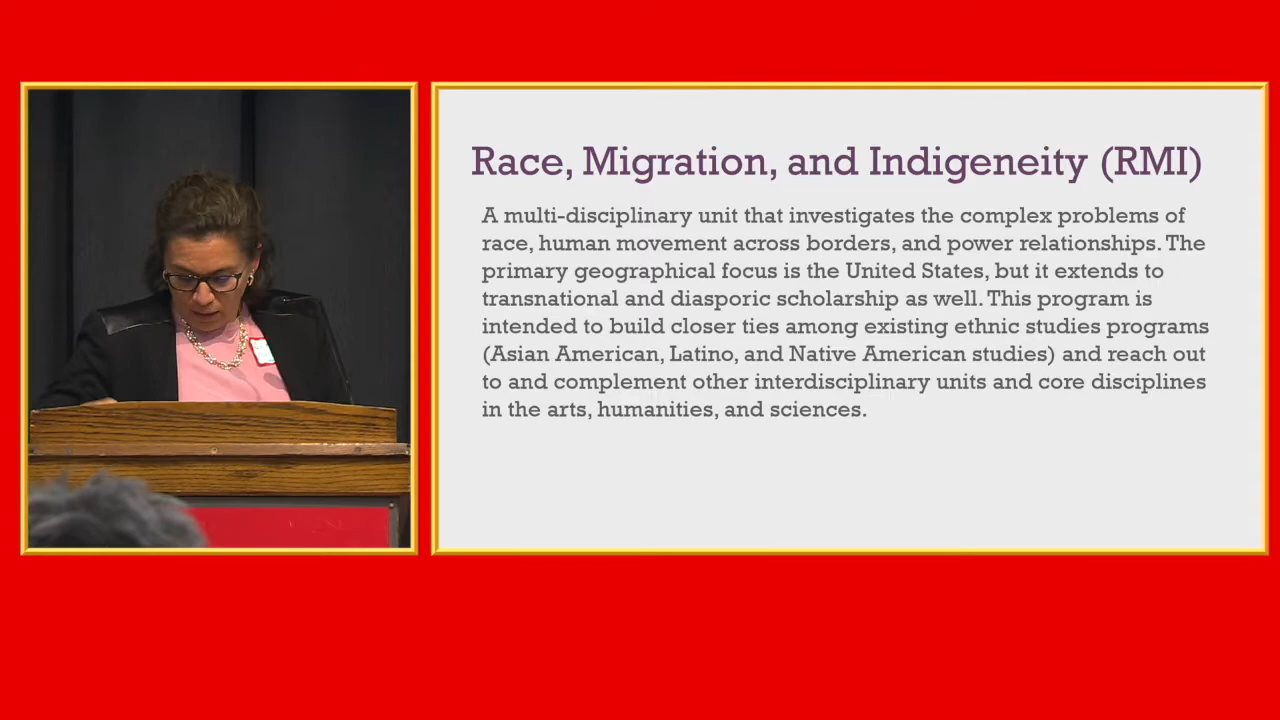 Race, Migration, and Indigeneity (RMI)
A multi-disciplinary unit that investigates the complex problems of
race, human movement across borders, and power relationships. The
primary geographical focus is the United States, but it extends to
transnational and diasporic scholarship as well. This program is
intended to build closer ties among existing ethnic studies programs
(Asian American, Latino, and Native American studies) and reach out
to and complement other interdisciplinary units and core disciplines
in the arts, humanities, and sciences.